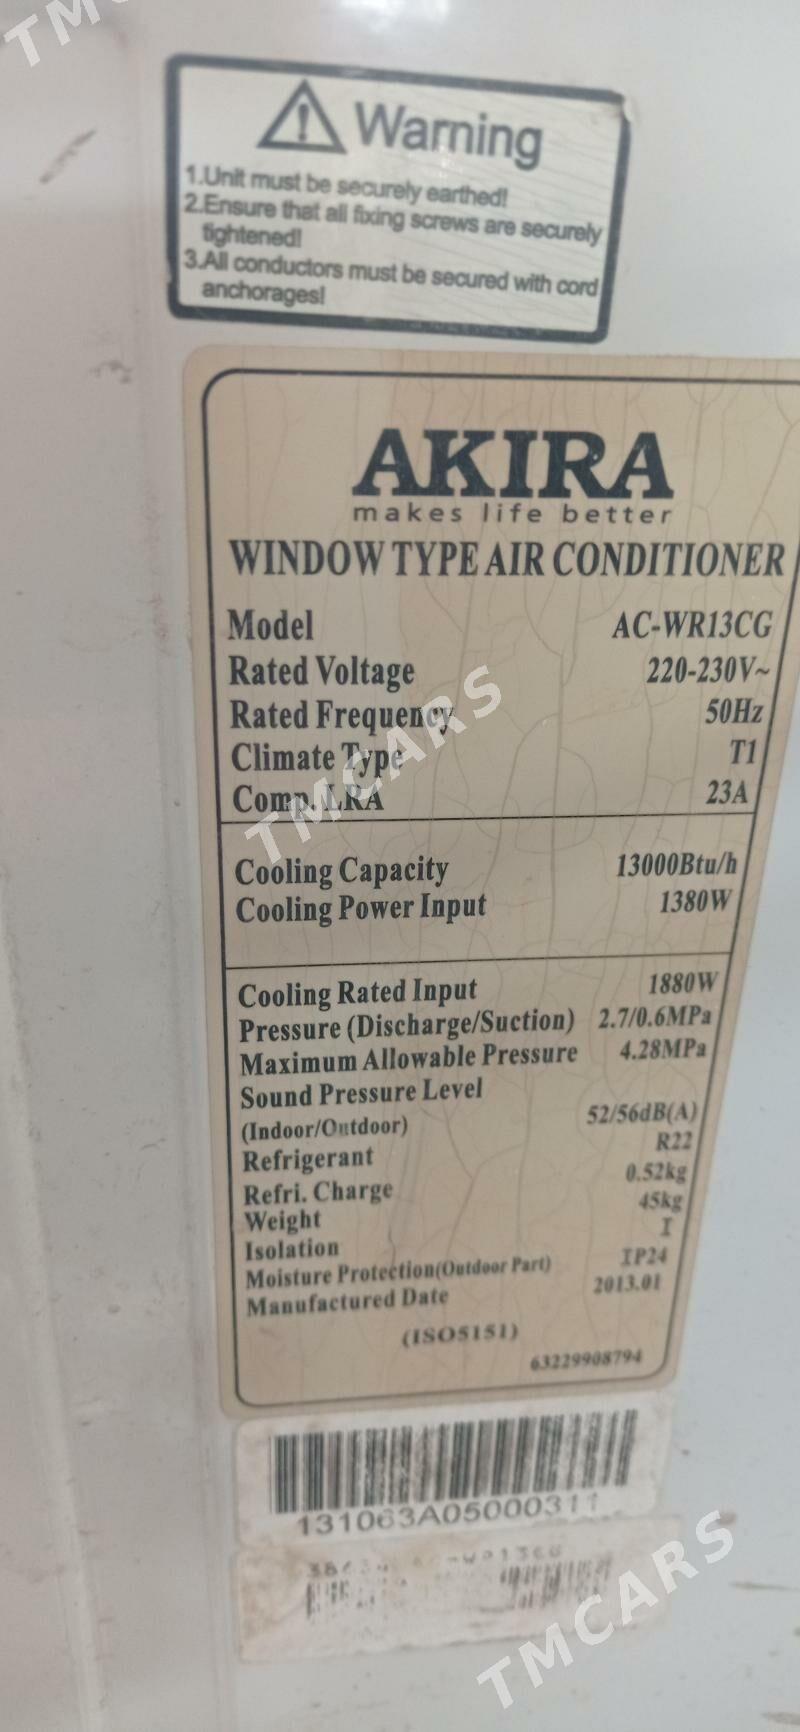 Warning
1.Unit must be securely earthed!
2.Ensure that all fixing screws are securely
tightened!
3.All conductors must be secured with cord
anchorages!
AKIRA
makes life better
WINDOW TYPE AIR CONDITIONER
Model AC-WR13CG
Rated Voltage 220-230V~
Rated Frequency 50Hz
Climate Type T1
Comp. LRA 23A
Cooling Capacity 13000Btu/h
Cooling Power Input 1380W
Cooling Rated Input 1880W
Pressure (Discharge/Suction) 2.7/0.6MPa
Maximum Allowable Pressure 4.28MPa
Sound Pressure Level
(Indoor/Outdoor) 52/56dB(A)
Refrigerant R22
Refri. Charge 0.52kg
Weight 45kg
Isolation I
Moisture Protection(Outdoor Part) IP24
Manufactured Date 2013.01
(ISO5151)
63229908794
131063A05000311
TMCARS
TMCARS